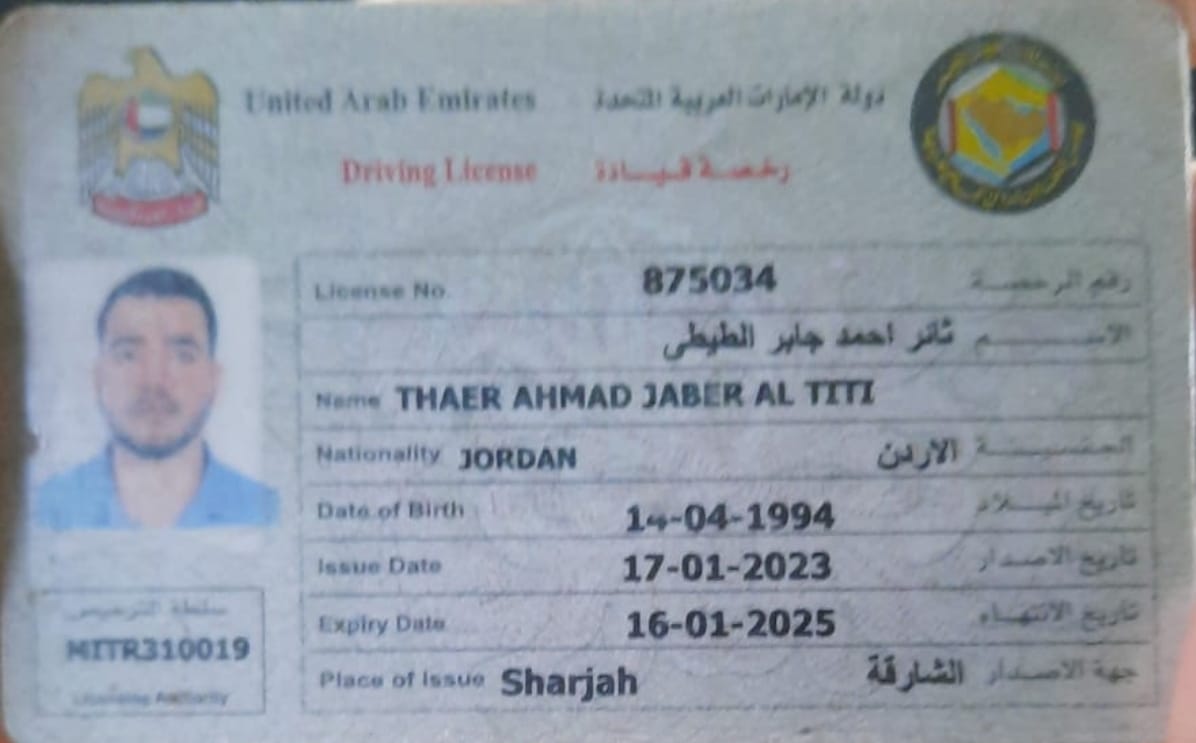 United Arab Emirates دولة الإمارات العربية المتحدة
Driving License رخصة قيادة
License No. 875034 رقم الرخصة
الاسم ثائر احمد جابر الطيطي
Name THAER AHMAD JABER AL TITI
Nationality JORDAN الجنسية الاردن
Date of Birth 14-04-1994 تاريخ الميلاد
Issue Date 17-01-2023 تاريخ الاصدار
Expiry Date 16-01-2025 تاريخ الانتهاء
Place of Issue Sharjah جهة الاصدار الشارقة
سلطة الترخيص
MITR310019
Licensing Authority